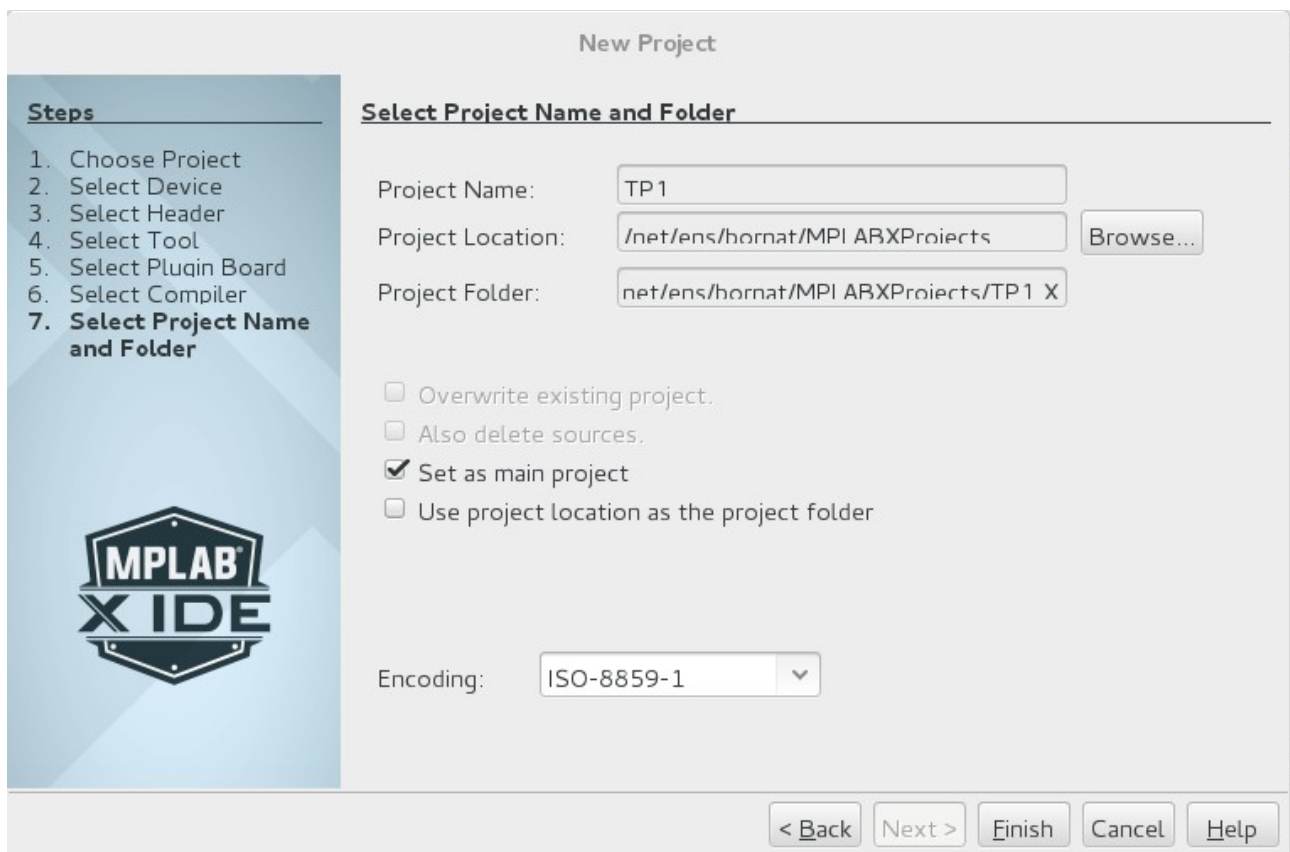 New Project
Steps
1. Choose Project
2. Select Device
3. Select Header
4. Select Tool
5. Select Plugin Board
6. Select Compiler
7. Select Project Name
and Folder
MPLAB®
X IDE
Select Project Name and Folder
Project Name: TP1
Project Location: /net/ens/bornat/MPLABXProjects Browse...
Project Folder: net/ens/bornat/MPLABXProjects/TP1.X
Overwrite existing project.
Also delete sources.
Set as main project
Use project location as the project folder
Encoding: ISO-8859-1
< Back Next > Finish Cancel Help